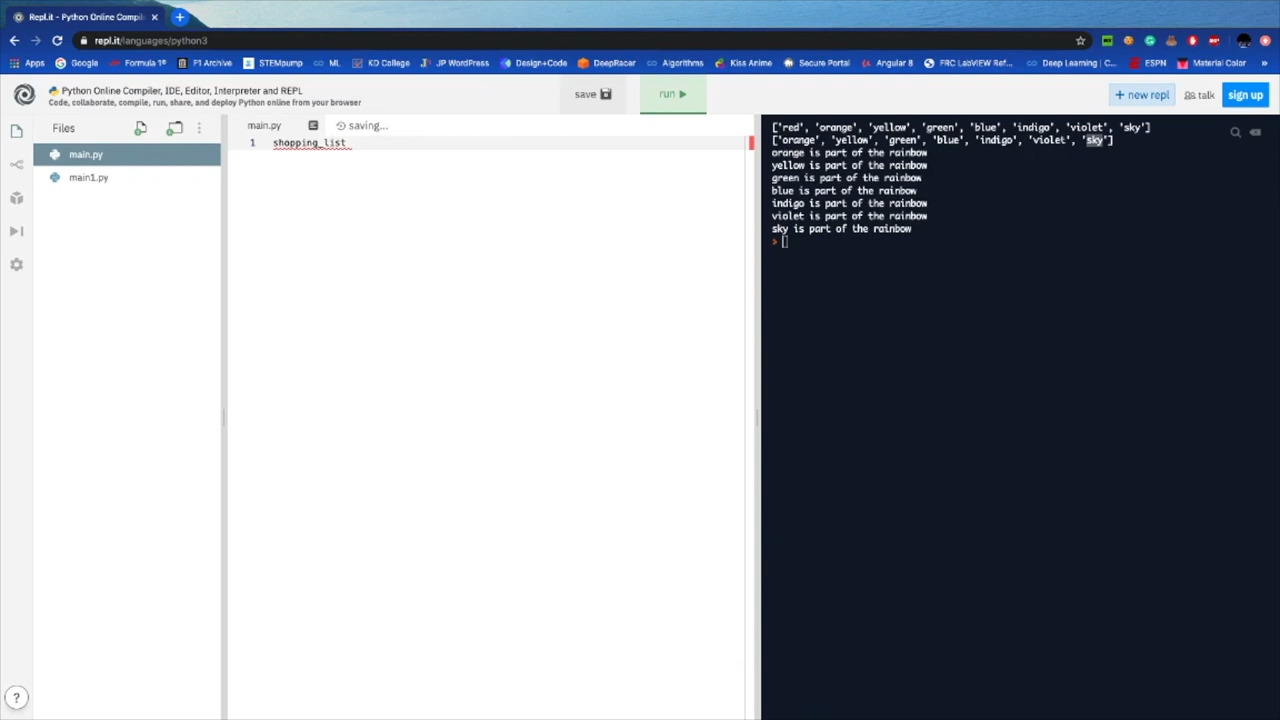 Repl.it - Python Online Compil
repl.it/languages/python3
Apps Google Formula 1® F1 Archive STEMpump ML KD College JP WordPress Design+Code DeepRacer Algorithms Kiss Anime Secure Portal Angular 8 FRC LabVIEW Ref... Deep Learning | C... ESPN Material Color »
Python Online Compiler, IDE, Editor, Interpreter and REPL
Code, collaborate, compile, run, share, and deploy Python online from your browser
save
run
+ new repl
talk
sign up
Files
main.py
main1.py
main.py
saving...
1 shopping_list
['red', 'orange', 'yellow', 'green', 'blue', 'indigo', 'violet', 'sky']
['orange', 'yellow', 'green', 'blue', 'indigo', 'violet', 'sky']
orange is part of the rainbow
yellow is part of the rainbow
green is part of the rainbow
blue is part of the rainbow
indigo is part of the rainbow
violet is part of the rainbow
sky is part of the rainbow
>
?